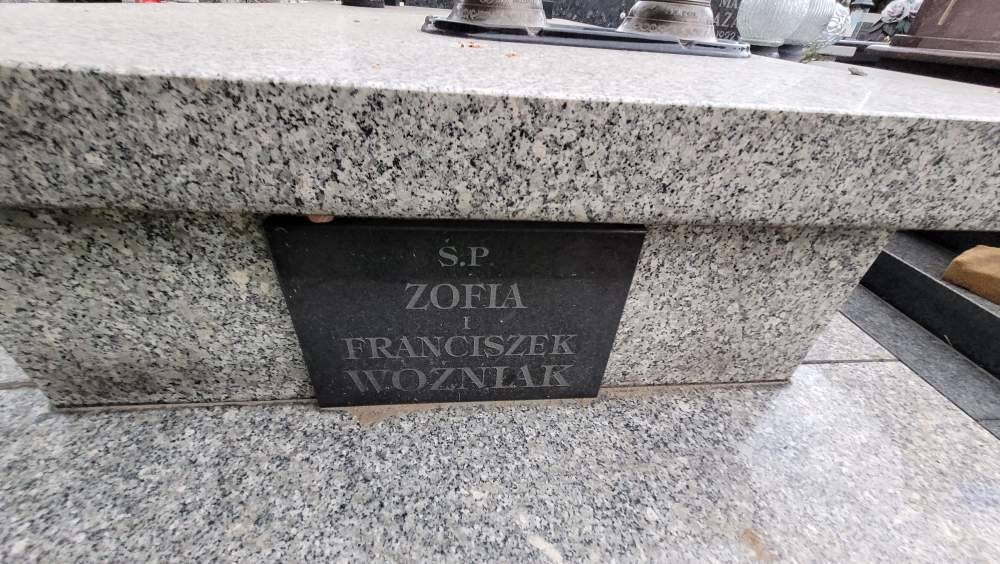 Ś.P.
ZOFIA
I
FRANCISZEK
WOŹNIAK